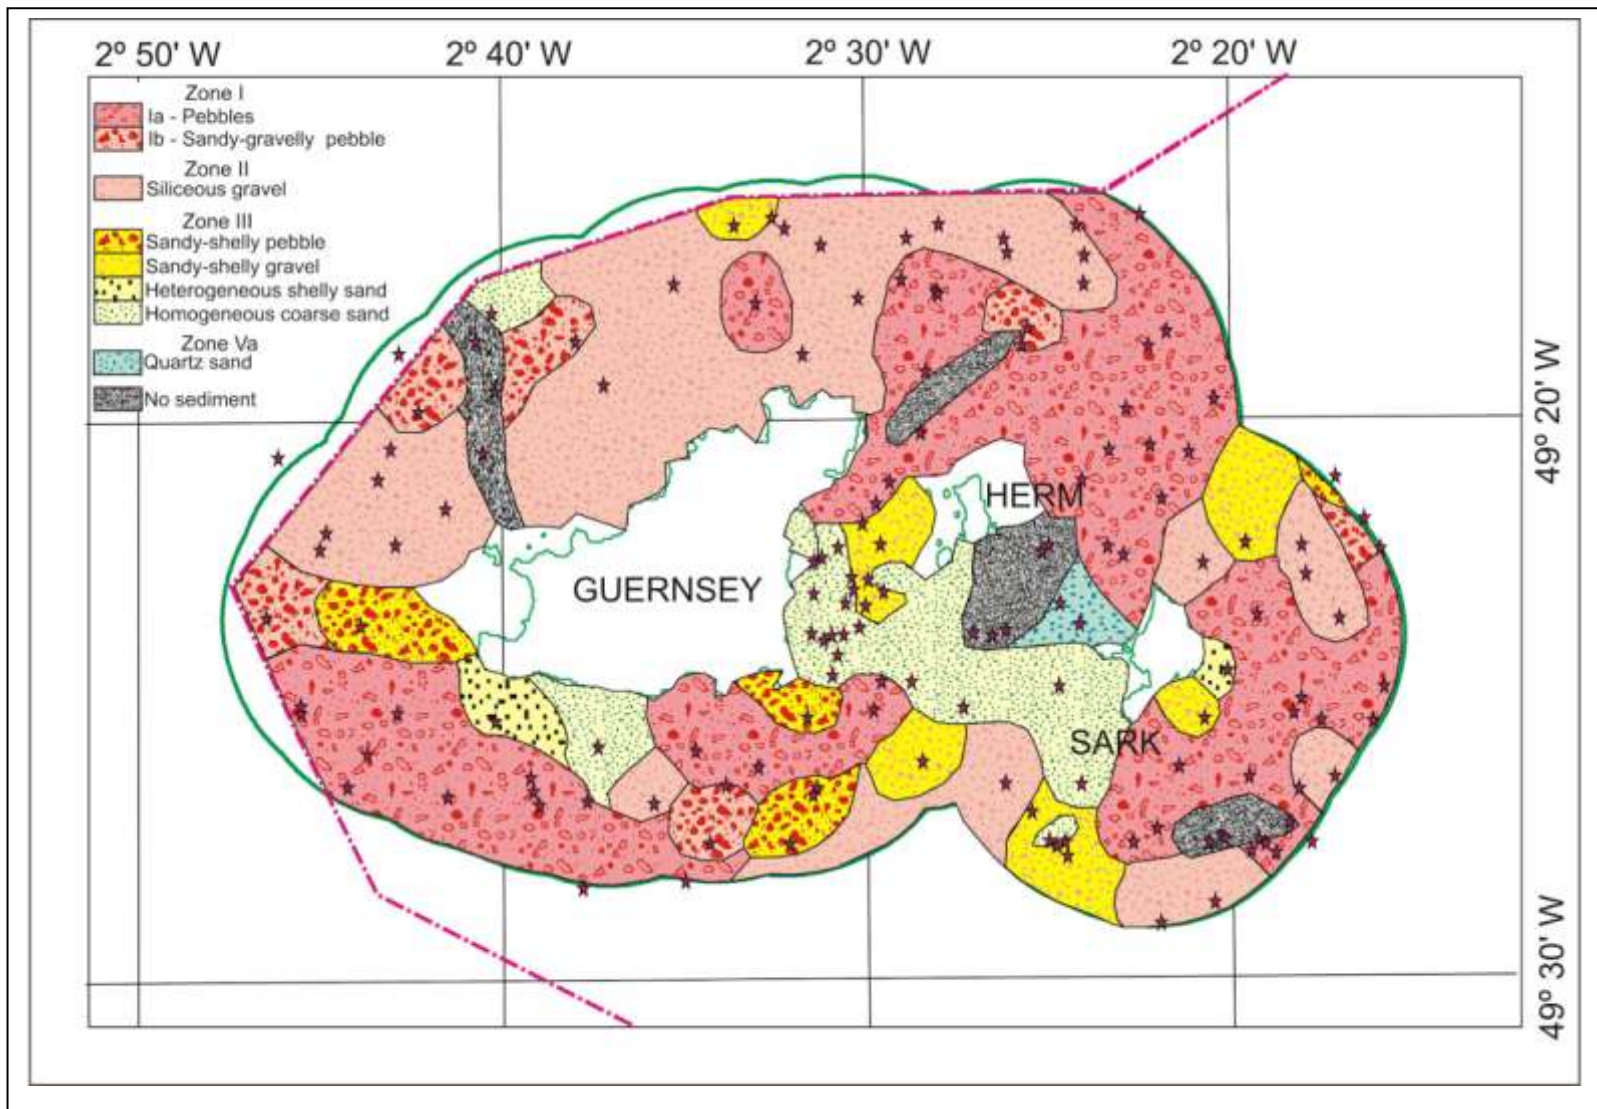 2º 50' W 2º 40' W 2º 30' W 2º 20' W
Zone I
Ia - Pebbles
Ib - Sandy-gravelly pebble
Zone II
Siliceous gravel
Zone III
Sandy-shelly pebble
Sandy-shelly gravel
Heterogeneous shelly sand
Homogeneous coarse sand
Zone Va
Quartz sand
No sediment
49º 20' W
HERM
GUERNSEY
SARK
49º 30' W